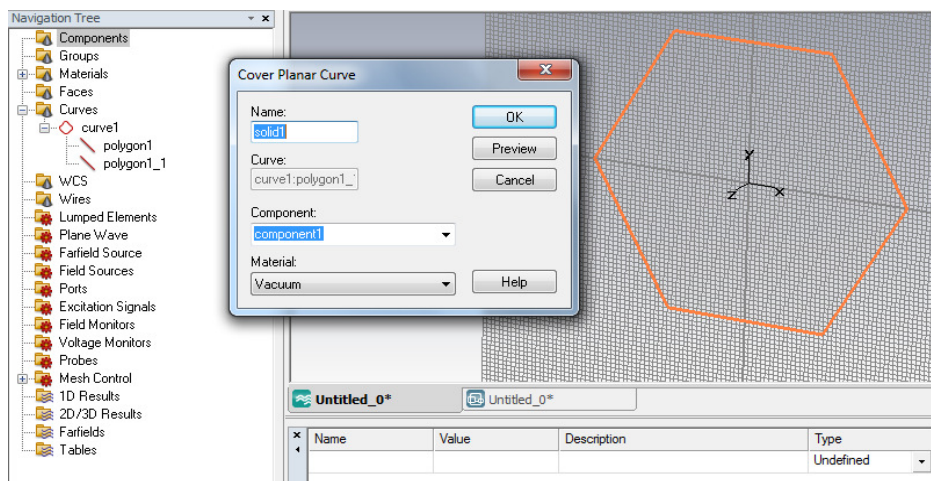 Navigation Tree
Components
Groups
Materials
Faces
Curves
curve1
polygon1
polygon1_1
WCS
Wires
Lumped Elements
Plane Wave
Farfield Source
Field Sources
Ports
Excitation Signals
Field Monitors
Voltage Monitors
Probes
Mesh Control
1D Results
2D/3D Results
Farfields
Tables
Cover Planar Curve
Name:
solid1
OK
Preview
Curve:
curve1:polygon1_
Cancel
Component:
component1
Material:
Vacuum
Help
Y
Z X
Untitled_0* Untitled_0*
Name Value Description Type
Undefined